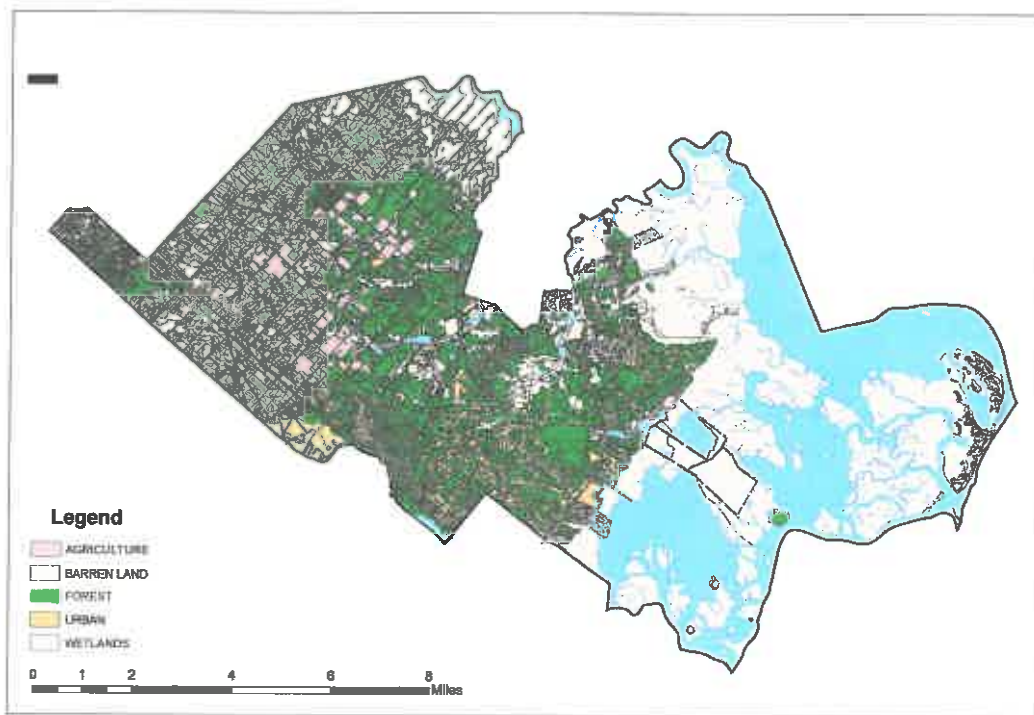 Legend
AGRICULTURE
BARREN LAND
FOREST
URBAN
WETLANDS
0 1 2 4 6 8
Miles